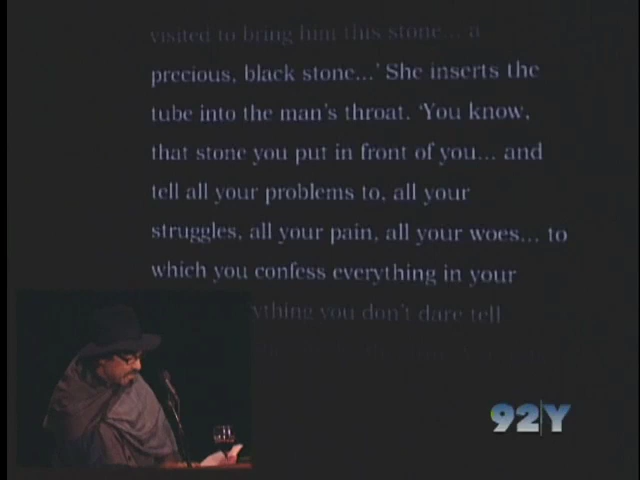 visited to bring him this stone... a
precious, black stone...' She inserts the
tube into the man's throat. 'You know,
that stone you put in front of you... and
tell all your problems to, all your
struggles, all your pain, all your woes... to
which you confess everything in your
ything you don't dare tell
92Y